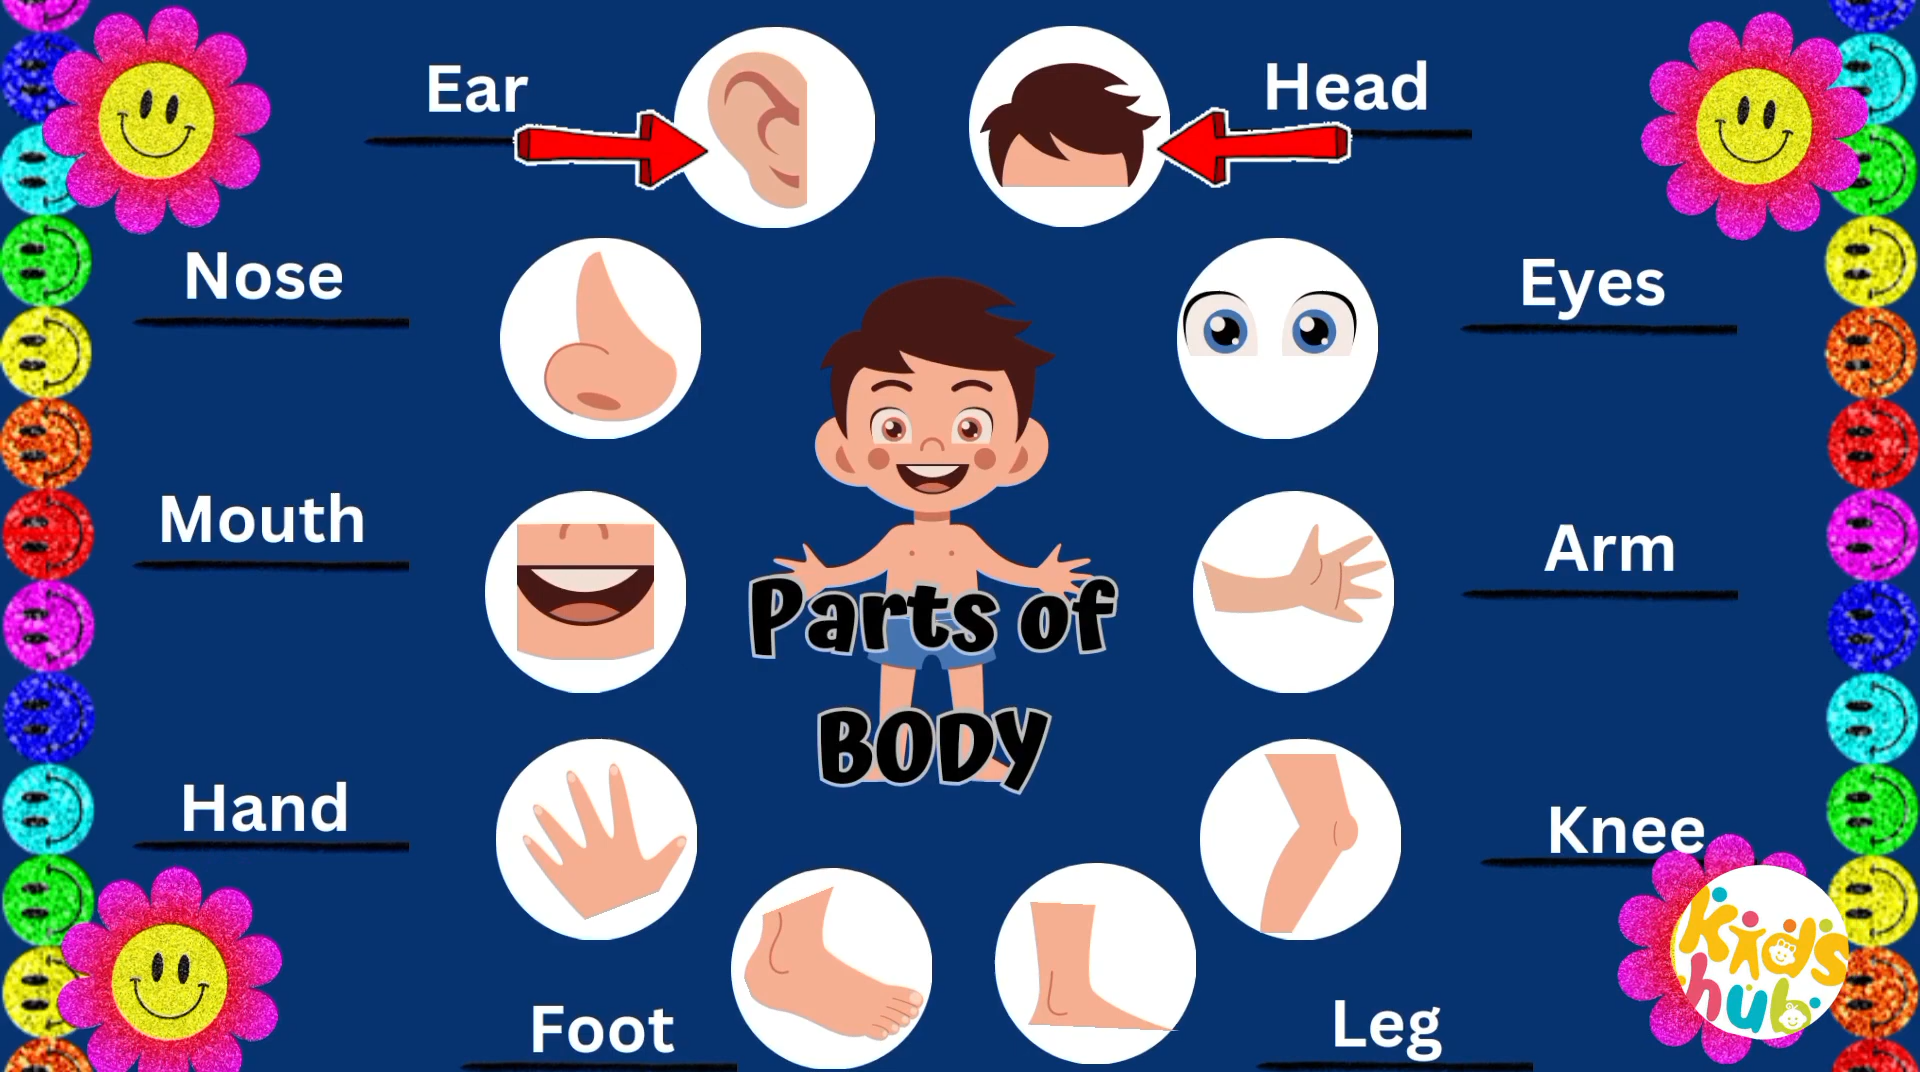 Ear
Head
Nose
Eyes
Mouth
Arm
Parts of
BODY
Hand
Knee
Foot
Leg
kids
hub